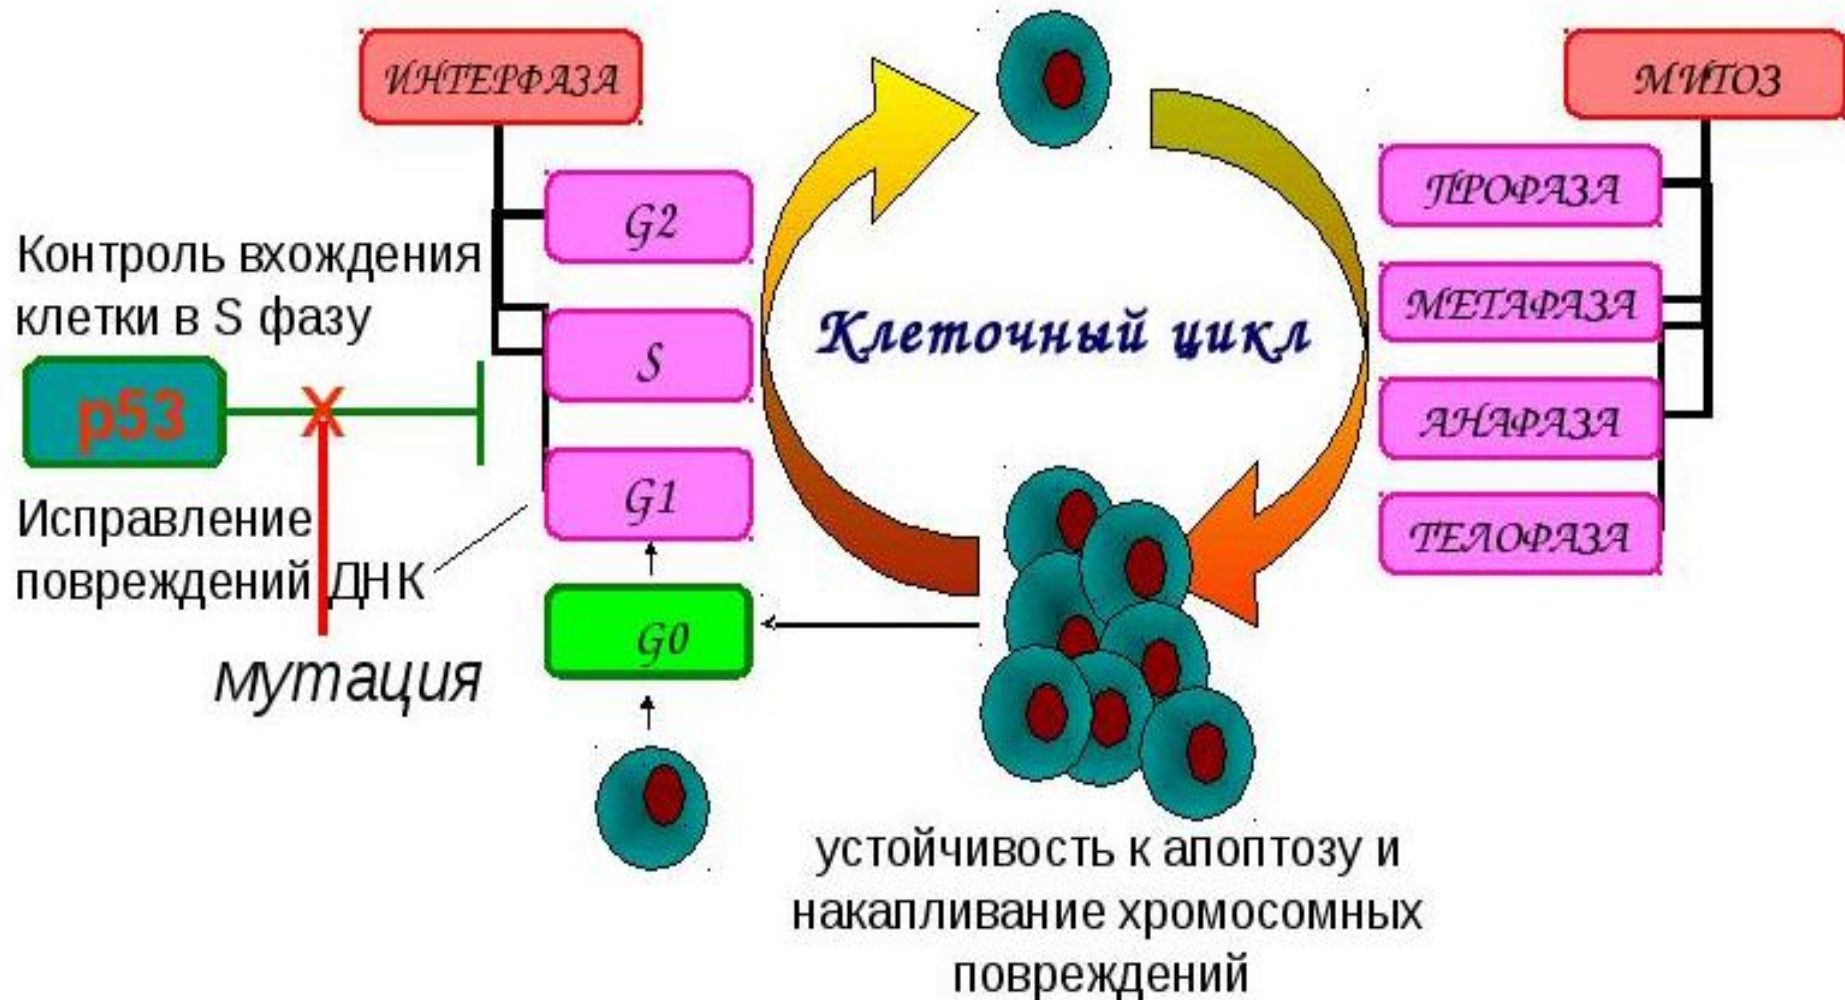 ИНТЕРФАЗА
МИТОЗ
G2
S
G1
G0
Контроль вхождения
клетки в S фазу
p53
X
Исправление
повреждений ДНК
мутация
Клеточный цикл
ПРОФАЗА
МЕТАФАЗА
АНАФАЗА
ТЕЛОФАЗА
устойчивость к апоптозу и
накапливание хромосомных
повреждений